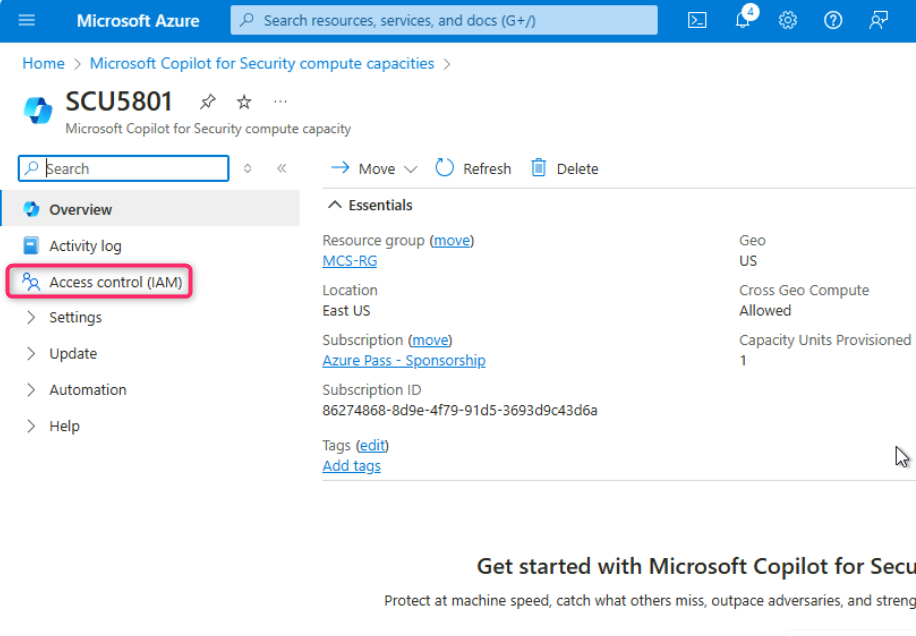 Microsoft Azure
Search resources, services, and docs (G+/)
4
Home > Microsoft Copilot for Security compute capacities >
SCU5801
Microsoft Copilot for Security compute capacity
Search
Move
Refresh
Delete
Overview
Activity log
Access control (IAM)
Settings
Update
Automation
Help
Essentials
Resource group (move)
MCS-RG
Location
East US
Subscription (move)
Azure Pass - Sponsorship
Subscription ID
86274868-8d9e-4f79-91d5-3693d9c43d6a
Tags (edit)
Add tags
Geo
US
Cross Geo Compute
Allowed
Capacity Units Provisioned
1
Get started with Microsoft Copilot for Secu
Protect at machine speed, catch what others miss, outpace adversaries, and streng